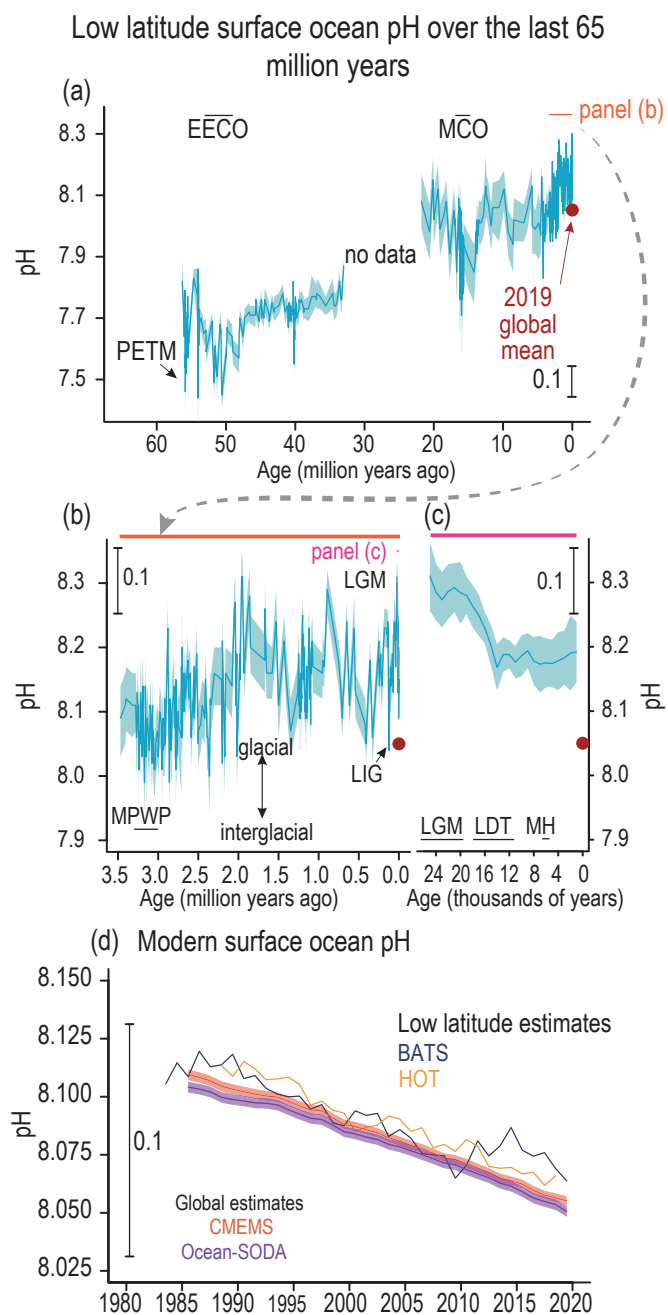 Low latitude surface ocean pH over the last 65
million years
(a)
EECO
MCO
panel (b)
8.3
8.1
7.9
7.7
7.5
pH
no data
PETM
2019
global
mean
0.1
60 50 40 30 20 10 0
Age (million years ago)
(b)
(c)
panel (c)
LGM
0.1
0.1
8.3
8.2
8.1
8.0
7.9
pH
glacial
interglacial
LIG
MPWP
3.5 3.0 2.5 2.0 1.5 1.0 0.5 0.0
Age (million years ago)
LGM LDT MH
8.3
8.2
8.1
8.0
7.9
pH
24 20 16 12 8 4 0
Age (thousands of years)
(d) Modern surface ocean pH
8.150
8.125
8.100
8.075
8.050
8.025
pH
0.1
Low latitude estimates
BATS
HOT
Global estimates
CMEMS
Ocean-SODA
1980 1985 1990 1995 2000 2005 2010 2015 2020